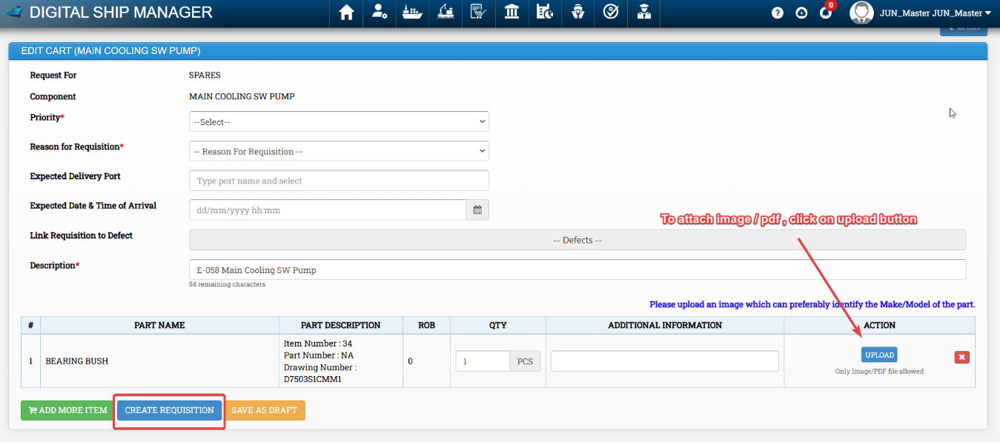 DIGITAL SHIP MANAGER
0
JUN_Master JUN_Master
EDIT CART (MAIN COOLING SW PUMP)
Request For SPARES
Component MAIN COOLING SW PUMP
Priority* --Select--
Reason for Requisition* -- Reason For Requisition --
Expected Delivery Port Type port name and select
Expected Date & Time of Arrival dd/mm/yyyy hh:mm
To attach image / pdf , click on upload button
Link Requisition to Defect -- Defects --
Description* E-058 Main Cooling SW Pump
54 remaining characters
Please upload an image which can preferably identify the Make/Model of the part.
# PART NAME PART DESCRIPTION ROB QTY ADDITIONAL INFORMATION ACTION
1 BEARING BUSH
Item Number : 34
Part Number : NA
Drawing Number :
D7503S1CMM1
0
1 PCS
UPLOAD
Only Image/PDF file allowed
ADD MORE ITEM CREATE REQUISITION SAVE AS DRAFT